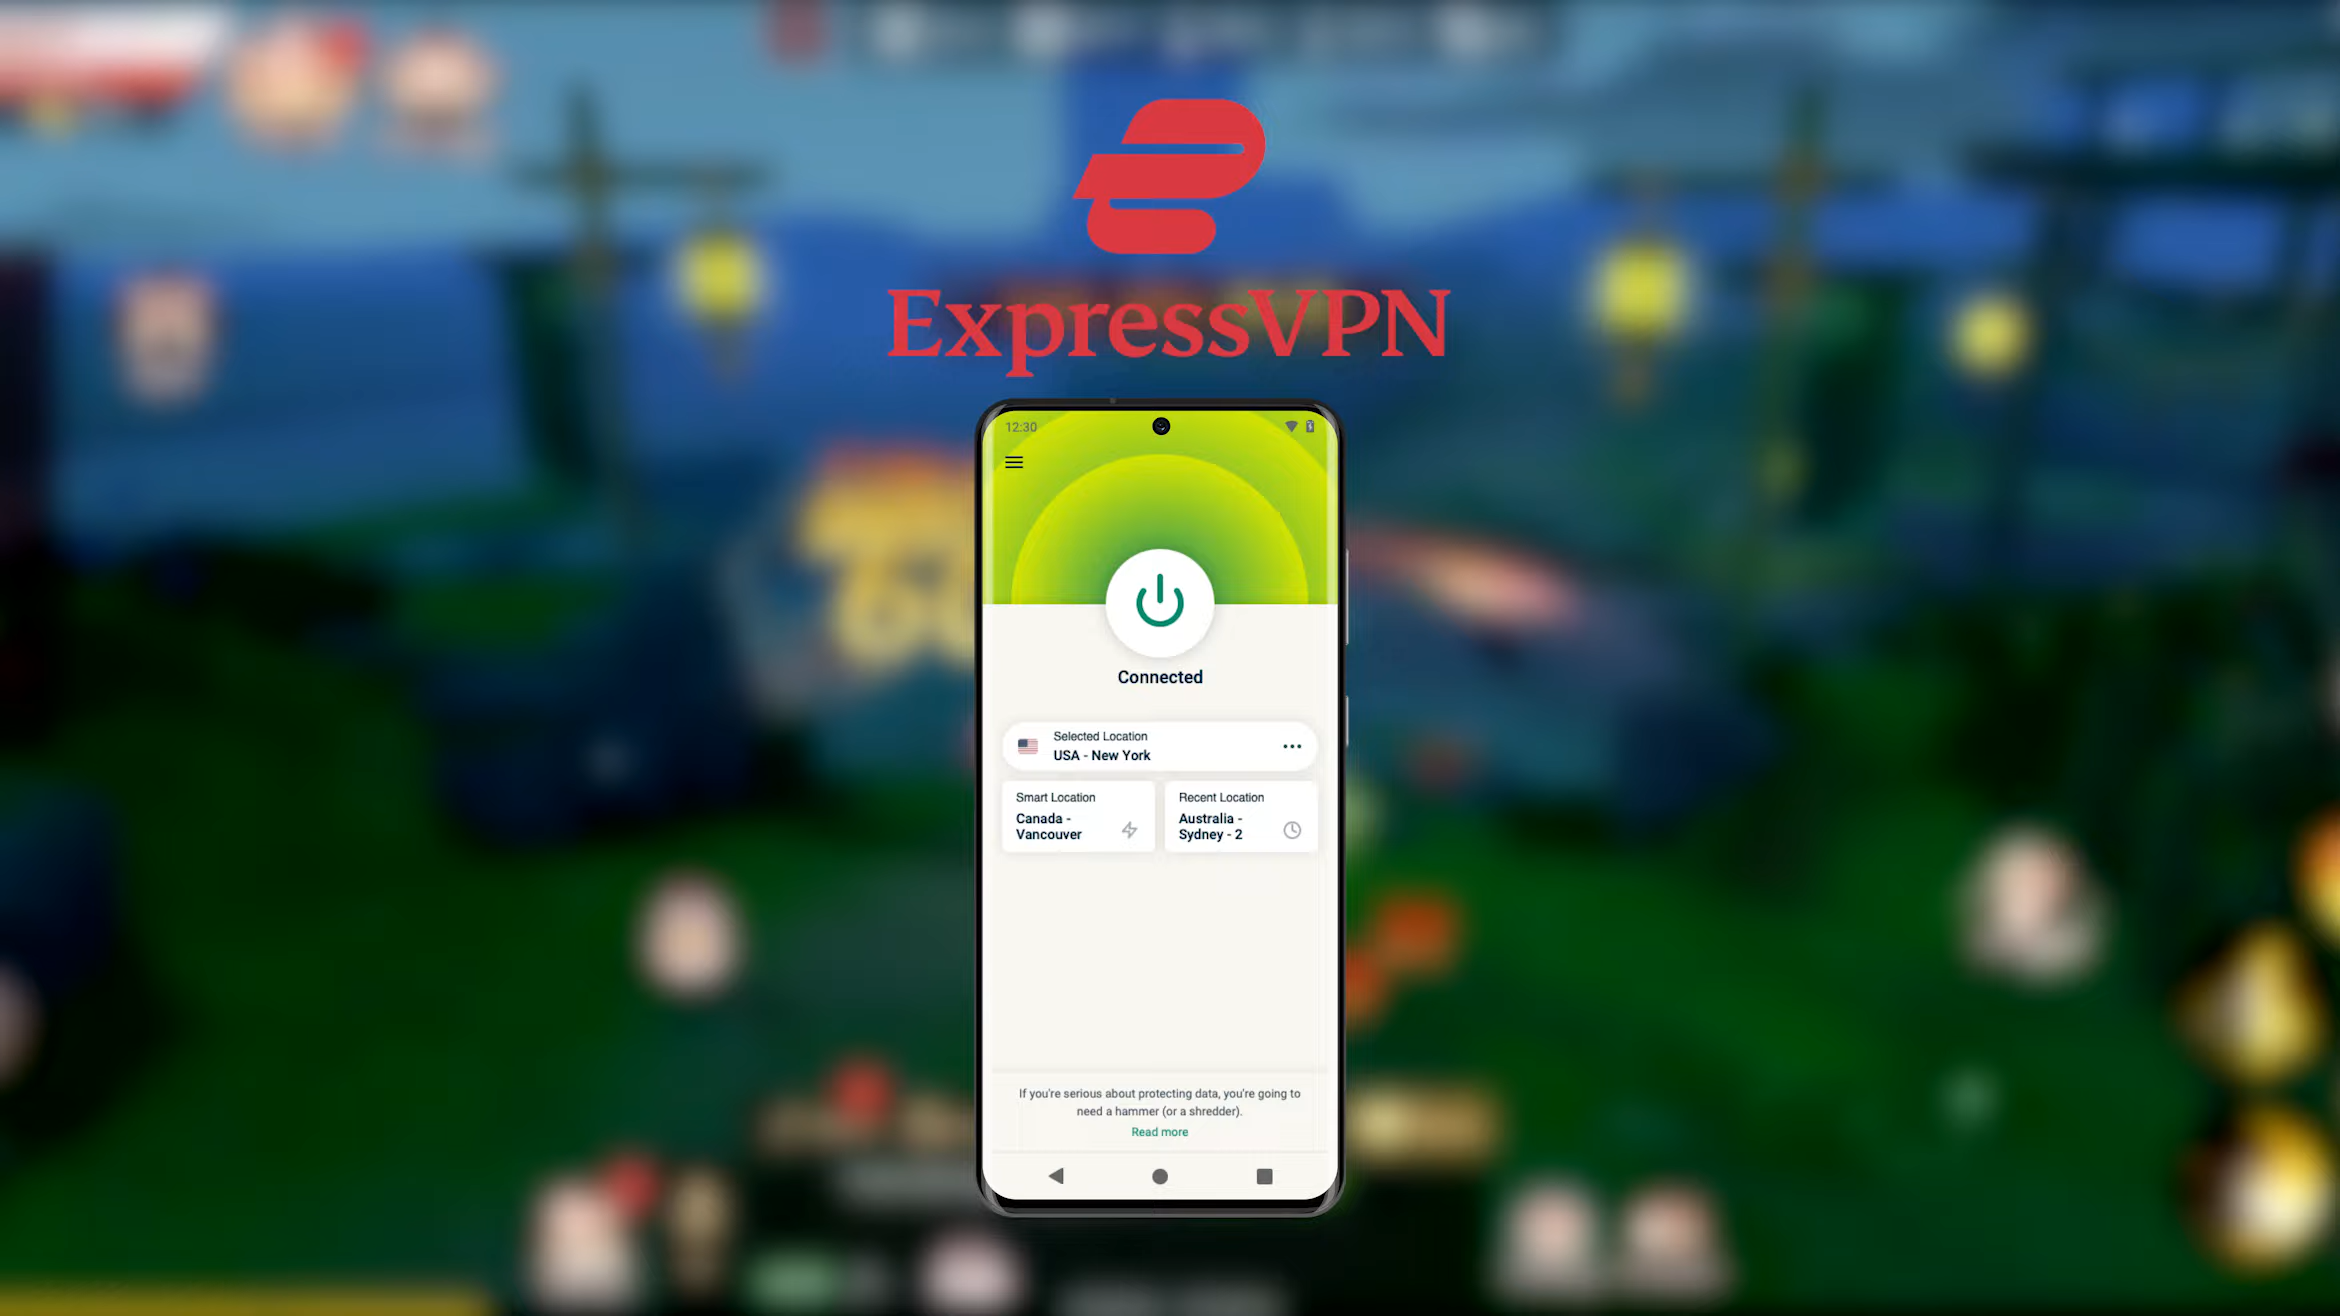 ExpressVPN
12:30
Connected
Selected Location
USA - New York
Smart Location
Canada -
Vancouver
Recent Location
Australia -
Sydney - 2
If you're serious about protecting data, you're going to
need a hammer (or a shredder).
Read more